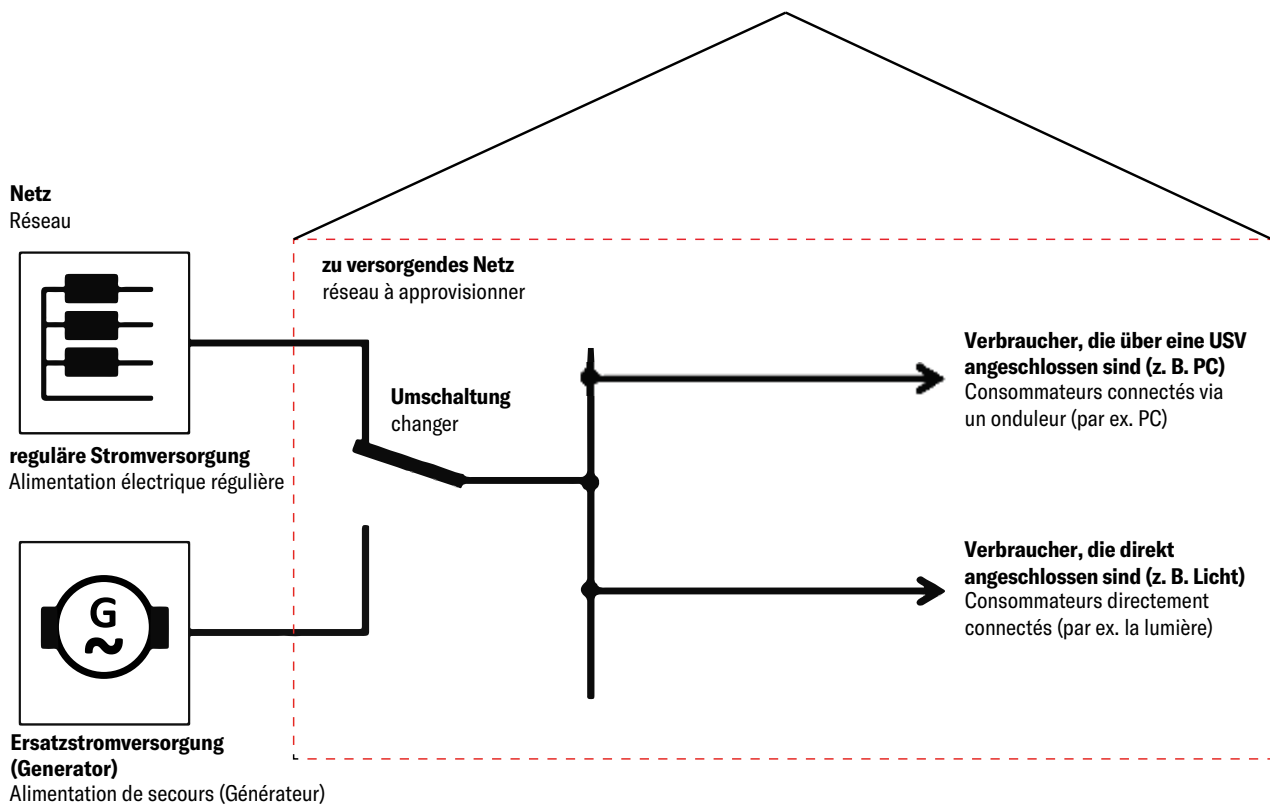 Netz
Réseau
zu versorgendes Netz
réseau à approvisionner
Umschaltung
changer
Verbraucher, die über eine USV
angeschlossen sind (z. B. PC)
Consommateurs connectés via
un onduleur (par ex. PC)
reguläre Stromversorgung
Alimentation électrique régulière
G
~
Verbraucher, die direkt
angeschlossen sind (z. B. Licht)
Consommateurs directement
connectés (par ex. la lumière)
Ersatzstromversorgung
(Generator)
Alimentation de secours (Générateur)